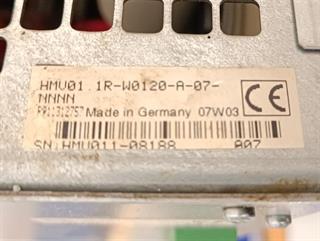 HMV01.1R-W0120-A-07-
NNNN
Made in Germany 07W03
CE
SN:HMV011-08188 A07